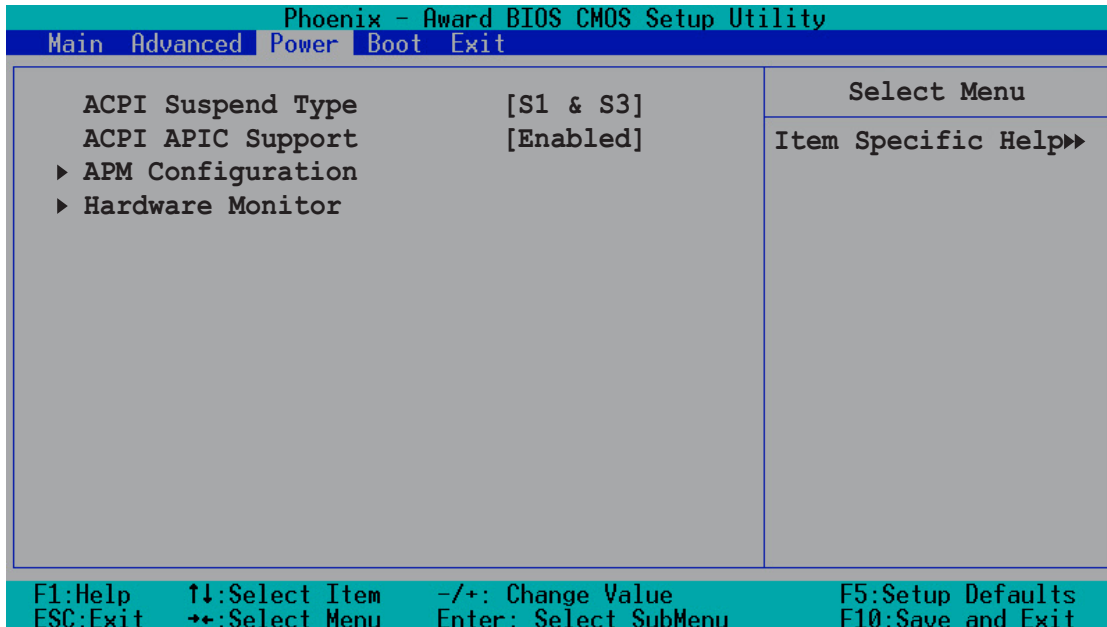 Phoenix - Award BIOS CMOS Setup Utility
Main Advanced Power Boot Exit
ACPI Suspend Type [S1 & S3]
ACPI APIC Support [Enabled]
▶ APM Configuration
▶ Hardware Monitor
Select Menu
Item Specific Help▶▶
F1:Help ↑↓:Select Item -/+: Change Value F5:Setup Defaults
ESC:Exit →←:Select Menu Enter: Select SubMenu F10:Save and Exit